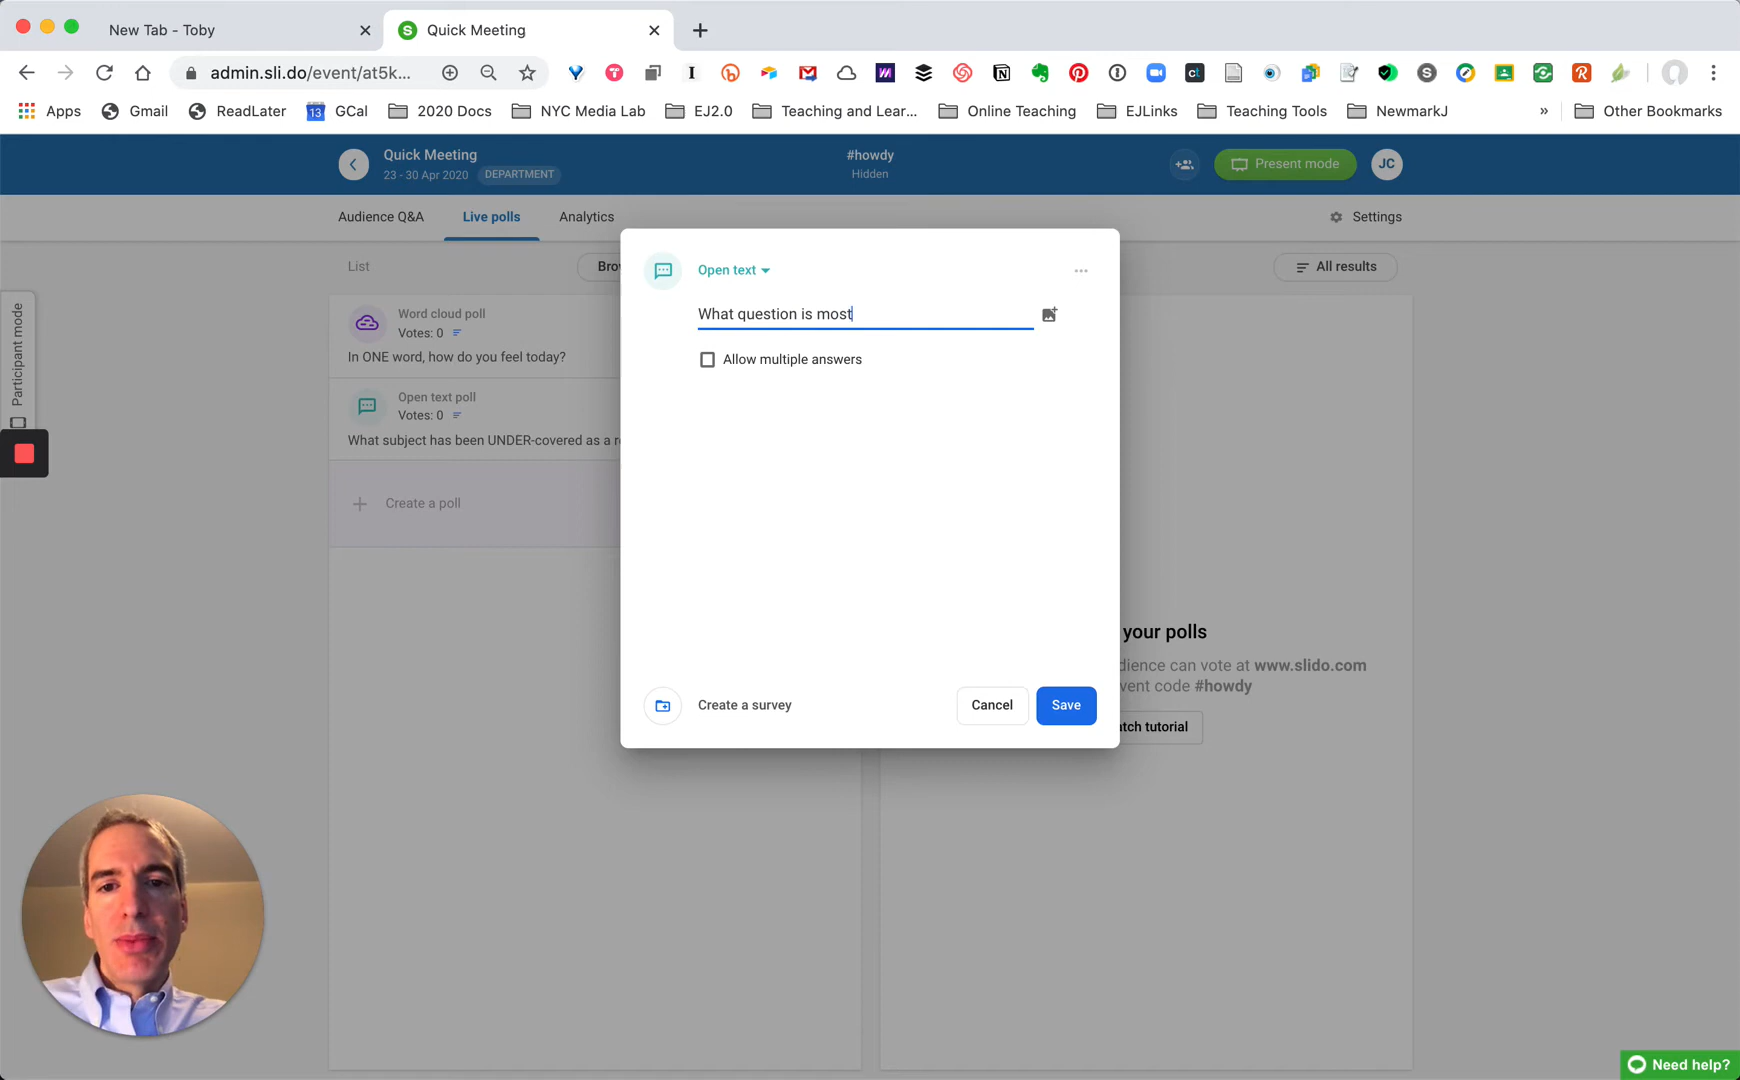 New Tab - Toby
Quick Meeting
admin.sli.do/event/at5k...
Apps
Gmail
ReadLater
13
GCal
2020 Docs
NYC Media Lab
EJ2.0
Teaching and Lear...
Online Teaching
EJLinks
Teaching Tools
NewmarkJ
»
Other Bookmarks
Quick Meeting
23 - 30 Apr 2020
DEPARTMENT
#howdy
Hidden
Present mode
JC
Audience Q&A
Live polls
Analytics
Settings
List
Bro
All results
Participant mode
Word cloud poll
Votes: 0
In ONE word, how do you feel today?
Open text poll
Votes: 0
What subject has been UNDER-covered as a r
Create a poll
Open text
What question is most
Allow multiple answers
Create a survey
Cancel
Save
your polls
dience can vote at www.slido.com
vent code #howdy
tch tutorial
Need help?